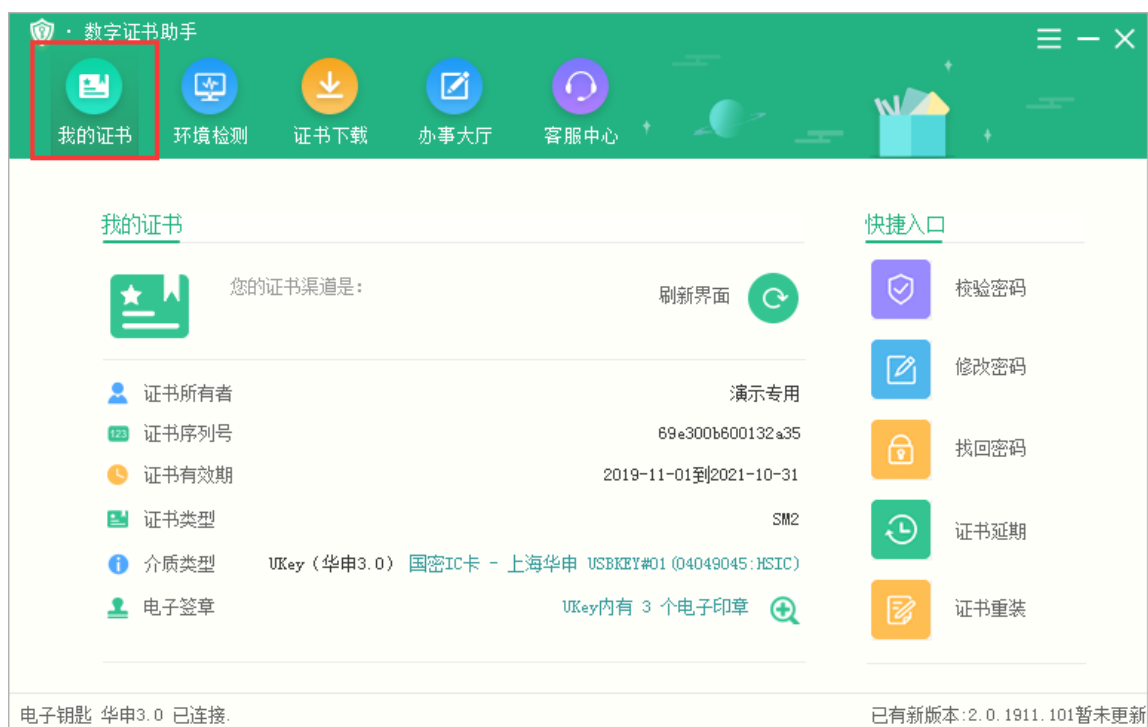 · 数字证书助手
我的证书 环境检测 证书下载 办事大厅 客服中心
我的证书
您的证书渠道是:
刷新界面
证书所有者 演示专用
123 证书序列号 69e300b600132a35
证书有效期 2019-11-01到2021-10-31
证书类型 SM2
介质类型 UKey（华申3.0） 国密IC卡 - 上海华申 USBKEY#01(04049045:HSIC)
电子签章 UKey内有 3 个电子印章
快捷入口
校验密码
修改密码
找回密码
证书延期
证书重装
电子钥匙 华申3.0 已连接.
已有新版本:2.0.1911.101暂未更新